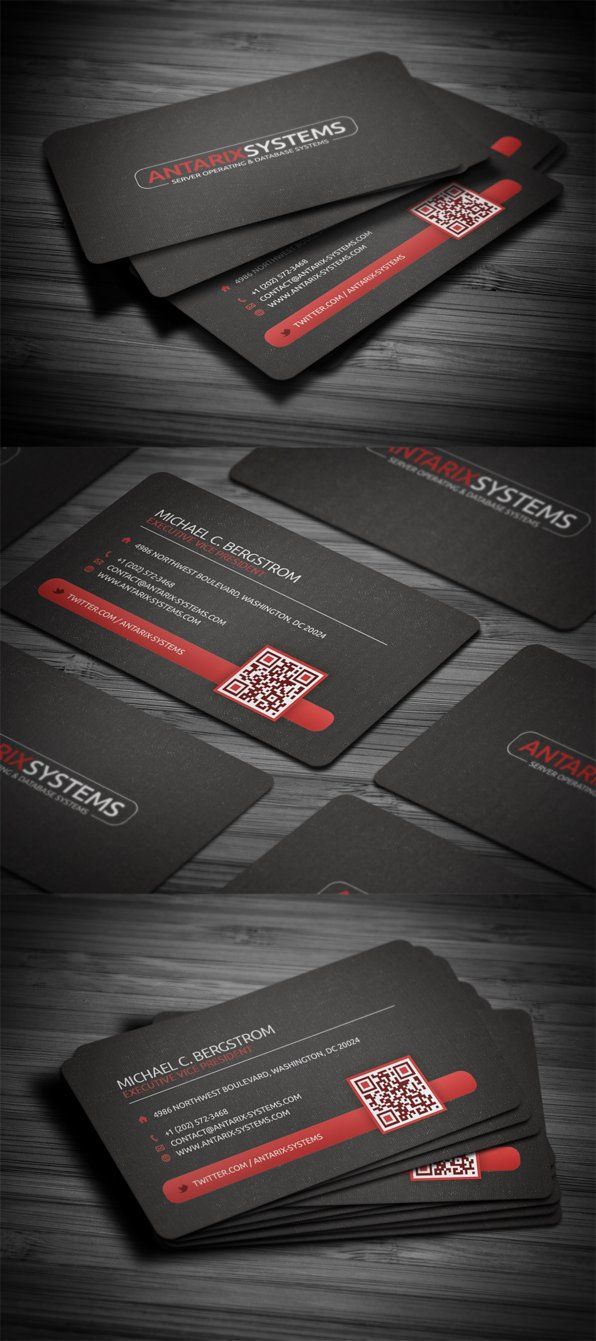 ANTARIXSYSTEMS
SERVER OPERATING & DATABASE SYSTEMS
4986 NORTHWEST
+1 (202) 572-3468
CONTACT@ANTARIX-SYSTEMS.COM
WWW.ANTARIX-SYSTEMS.COM
TWITTER.COM / ANTARIX-SYSTEMS
ANTARIXSYSTEMS
SERVER OPERATING & DATABASE SYSTEMS
MICHAEL C. BERGSTROM
EXECUTIVE VICE PRESIDENT
4986 NORTHWEST BOULEVARD, WASHINGTON, DC 20024
+1 (202) 572-3468
CONTACT@ANTARIX-SYSTEMS.COM
WWW.ANTARIX-SYSTEMS.COM
TWITTER.COM / ANTARIX-SYSTEMS
RIXSYSTEMS
& DATABASE SYSTEMS
ANTARIX
SERVER OPERATING
MICHAEL C. BERGSTROM
EXECUTIVE VICE PRESIDENT
4986 NORTHWEST BOULEVARD, WASHINGTON, DC 20024
+1 (202) 572-3468
CONTACT@ANTARIX-SYSTEMS.COM
WWW.ANTARIX-SYSTEMS.COM
TWITTER.COM / ANTARIX-SYSTEMS